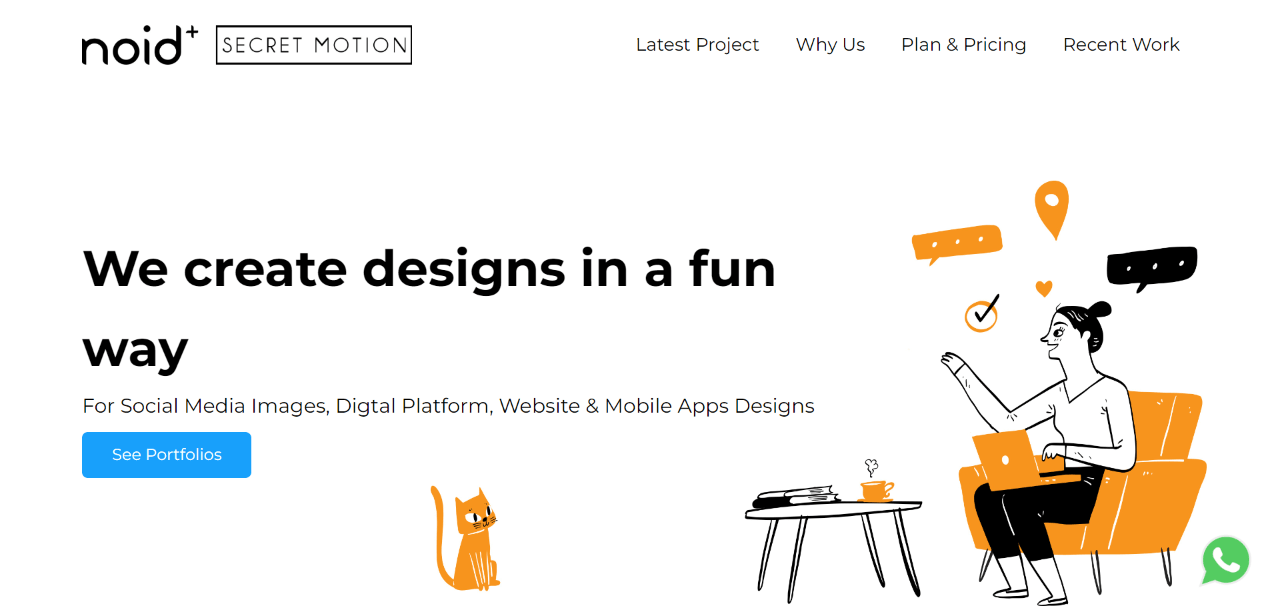 noid+ SECRET MOTION
Latest Project Why Us Plan & Pricing Recent Work
We create designs in a fun
way
For Social Media Images, Digtal Platform, Website & Mobile Apps Designs
See Portfolios